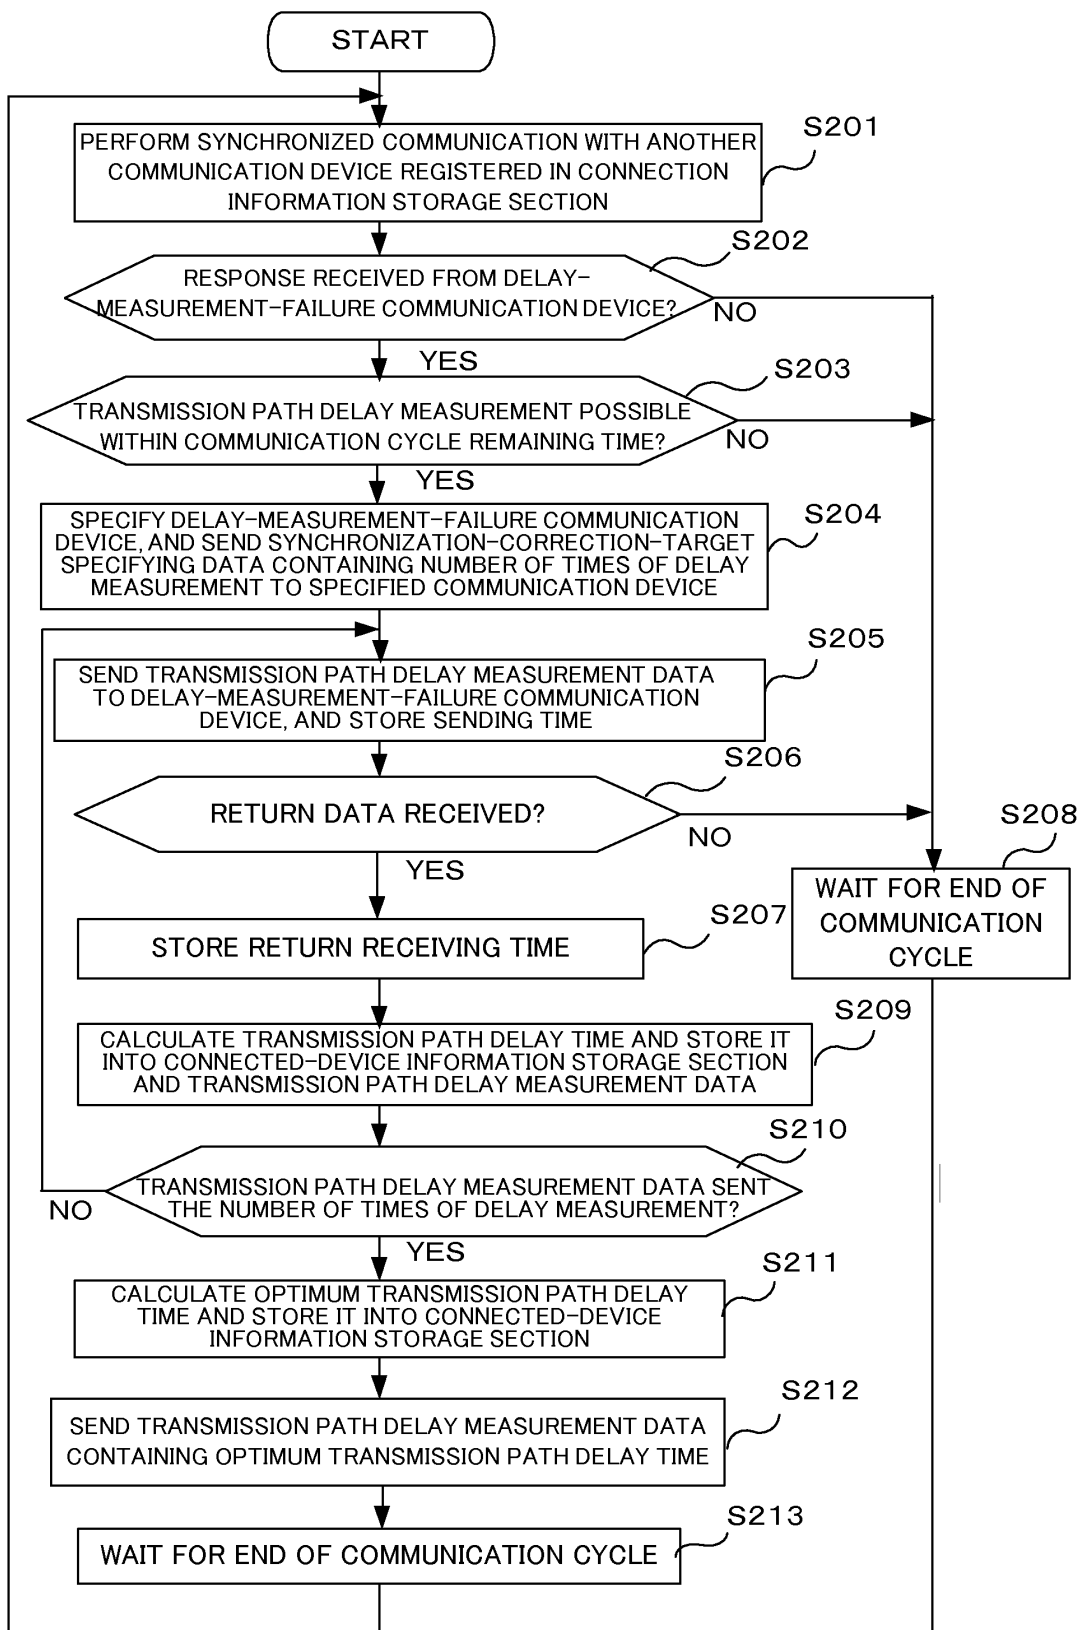 START
S201
PERFORM SYNCHRONIZED COMMUNICATION WITH ANOTHER
COMMUNICATION DEVICE REGISTERED IN CONNECTION
INFORMATION STORAGE SECTION
S202
RESPONSE RECEIVED FROM DELAY-
MEASUREMENT-FAILURE COMMUNICATION DEVICE?
NO
YES
S203
TRANSMISSION PATH DELAY MEASUREMENT POSSIBLE
WITHIN COMMUNICATION CYCLE REMAINING TIME?
NO
YES
S204
SPECIFY DELAY-MEASUREMENT-FAILURE COMMUNICATION
DEVICE, AND SEND SYNCHRONIZATION-CORRECTION-TARGET
SPECIFYING DATA CONTAINING NUMBER OF TIMES OF DELAY
MEASUREMENT TO SPECIFIED COMMUNICATION DEVICE
S205
SEND TRANSMISSION PATH DELAY MEASUREMENT DATA
TO DELAY-MEASUREMENT-FAILURE COMMUNICATION
DEVICE, AND STORE SENDING TIME
S206
RETURN DATA RECEIVED?
NO
YES
S208
WAIT FOR END OF
COMMUNICATION
CYCLE
S207
STORE RETURN RECEIVING TIME
S209
CALCULATE TRANSMISSION PATH DELAY TIME AND STORE IT
INTO CONNECTED-DEVICE INFORMATION STORAGE SECTION
AND TRANSMISSION PATH DELAY MEASUREMENT DATA
S210
TRANSMISSION PATH DELAY MEASUREMENT DATA SENT
THE NUMBER OF TIMES OF DELAY MEASUREMENT?
NO
YES
S211
CALCULATE OPTIMUM TRANSMISSION PATH DELAY
TIME AND STORE IT INTO CONNECTED-DEVICE
INFORMATION STORAGE SECTION
S212
SEND TRANSMISSION PATH DELAY MEASUREMENT DATA
CONTAINING OPTIMUM TRANSMISSION PATH DELAY TIME
S213
WAIT FOR END OF COMMUNICATION CYCLE